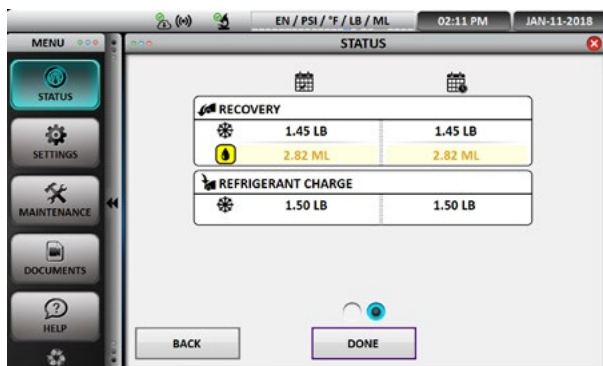 EN / PSI / °F / LB / ML 02:11 PM JAN-11-2018
MENU STATUS
STATUS
SETTINGS
MAINTENANCE
DOCUMENTS
HELP
RECOVERY
1.45 LB 1.45 LB
2.82 ML 2.82 ML
REFRIGERANT CHARGE
1.50 LB 1.50 LB
BACK DONE